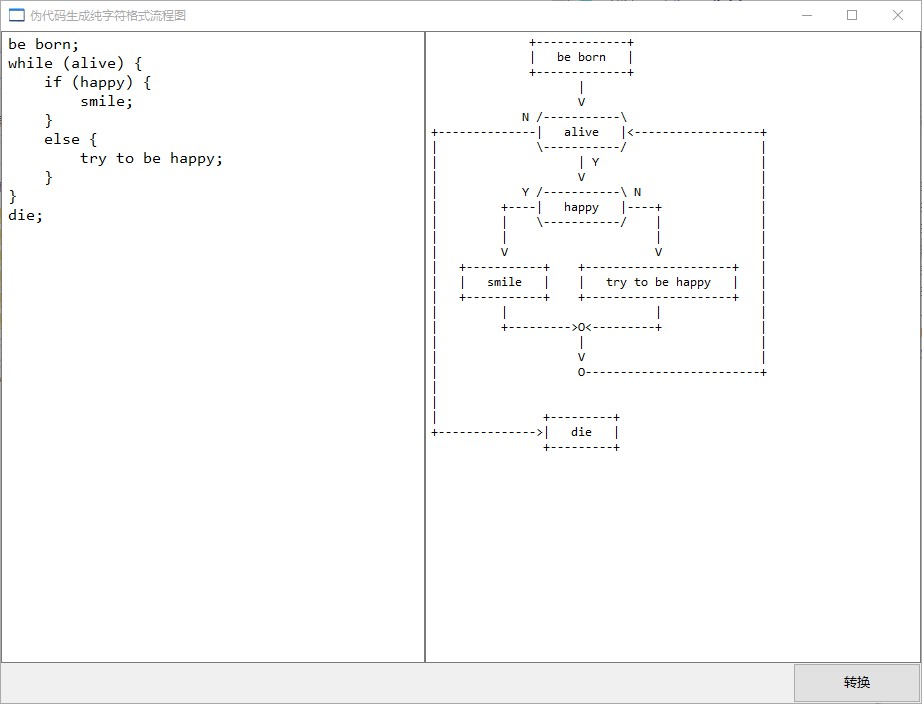 伪代码生成纯字符格式流程图
be born;
while (alive) {
    if (happy) {
        smile;
    }
    else {
        try to be happy;
    }
}
die;
              +-------------+
              |   be born   |
              +-------------+
                     |
                     V
             N /-----------\
+--------------|   alive   |<------------------+
|              \-----------/                   |
|                    | Y                       |
|                    V                         |
|            Y /-----------\ N                 |
|         +----|   happy   |----+              |
|         |    \-----------/    |              |
|         |                     |              |
|         V                     V              |
|   +-----------+    +---------------------+   |
|   |   smile   |    |   try to be happy   |   |
|   +-----------+    +---------------------+   |
|         |                     |              |
|         +--------->O<---------+              |
|                    |                         |
|                    V                         |
|                    O-------------------------+
|
|
|               +---------+
+-------------->|   die   |
                +---------+
转换